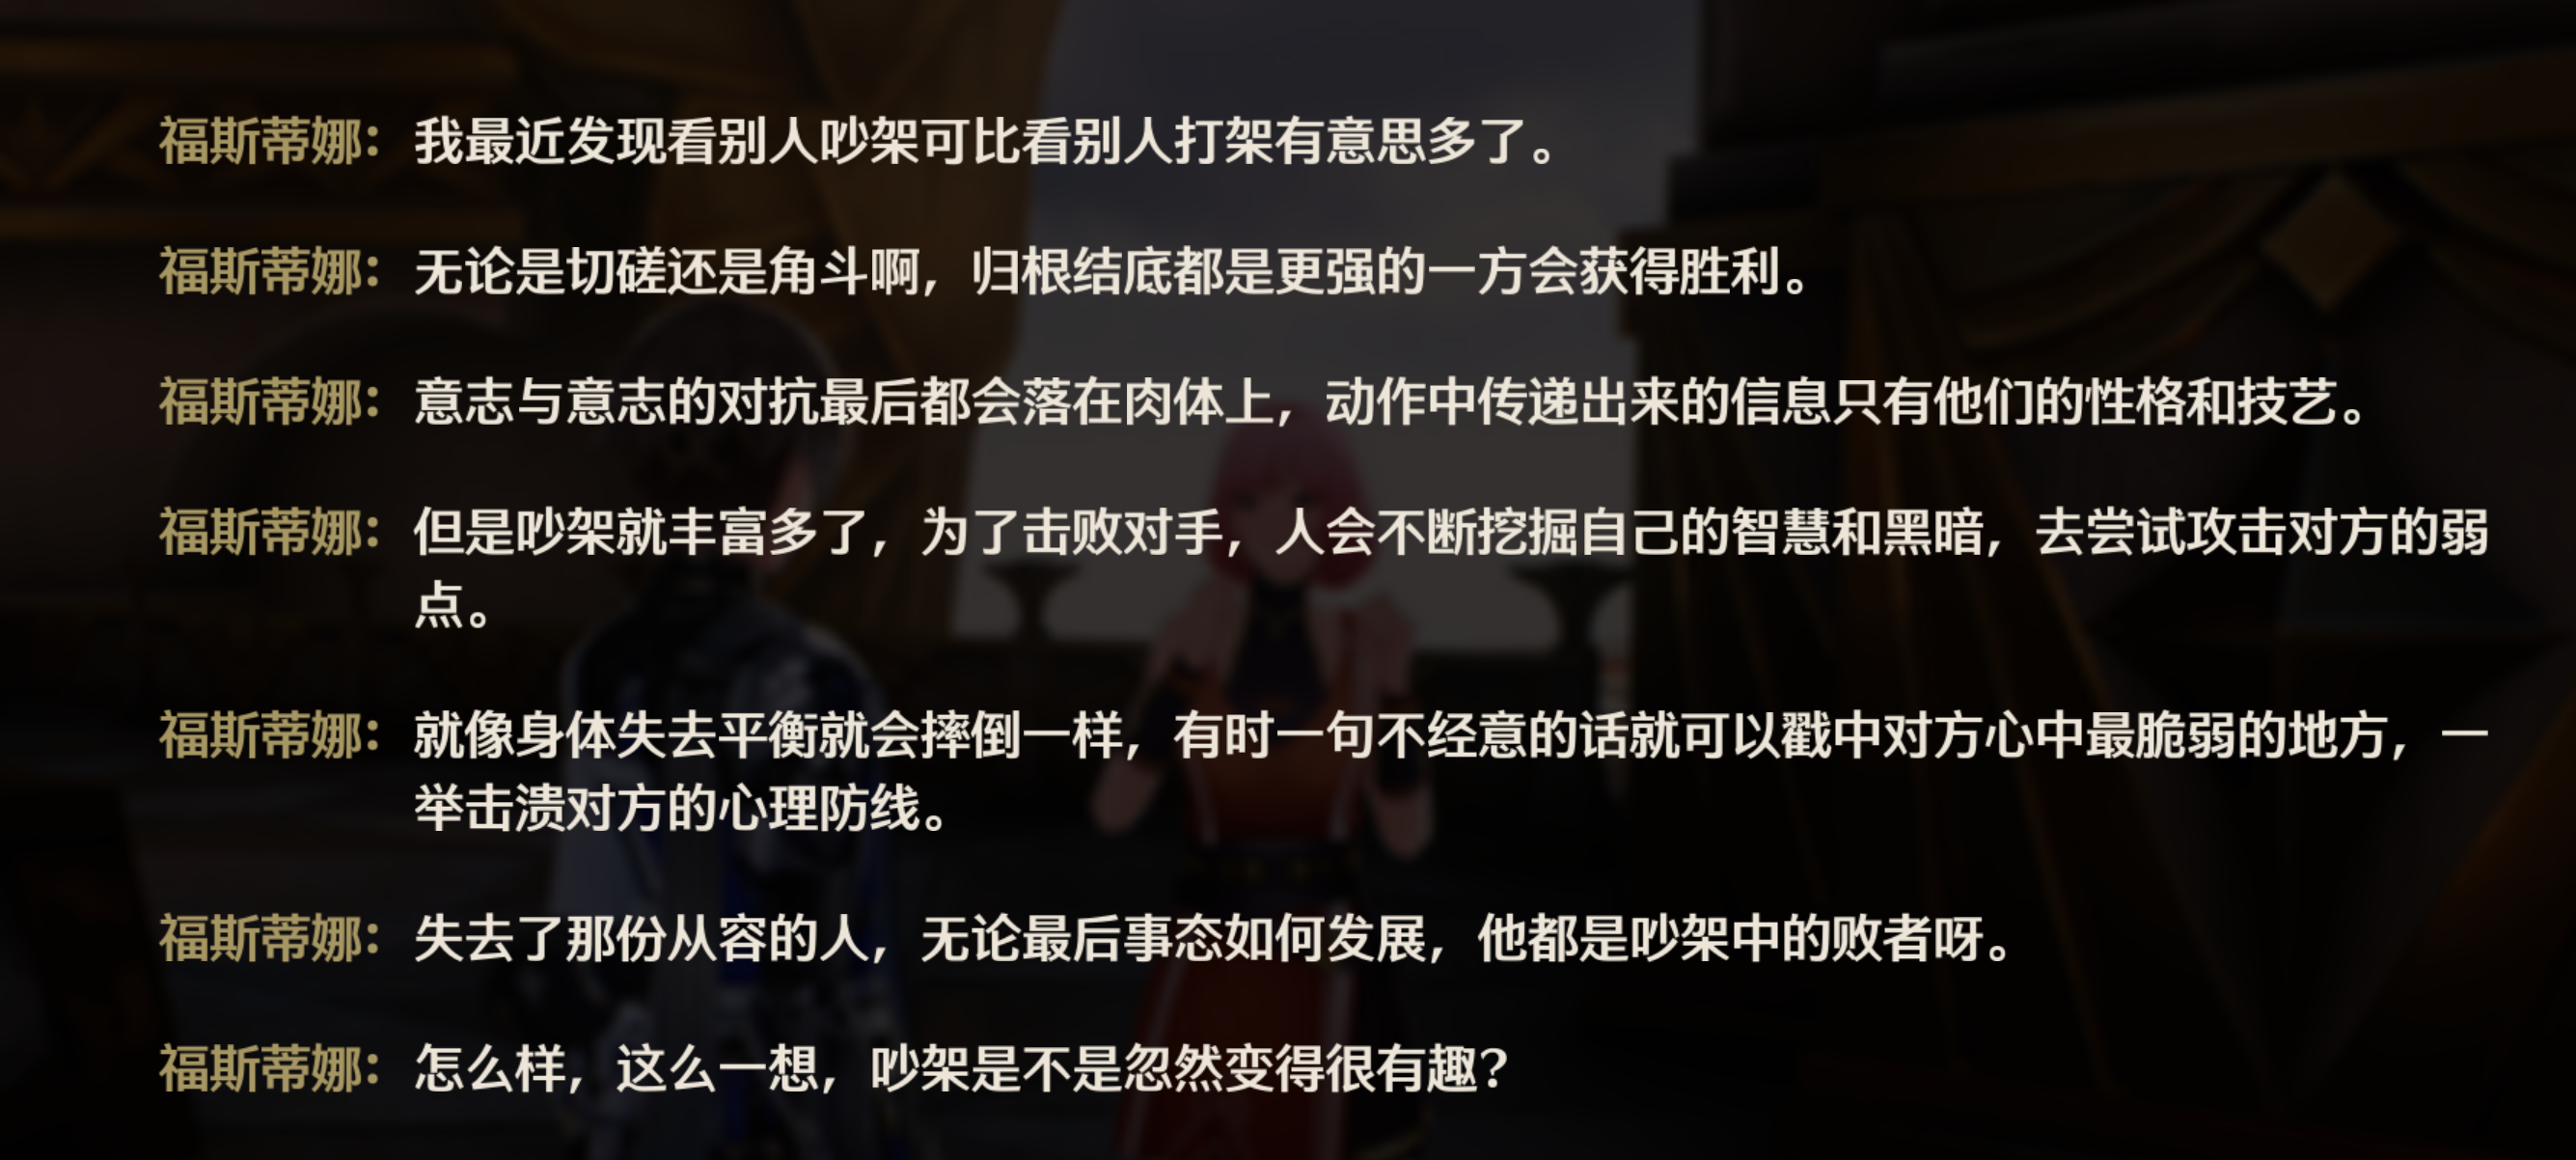 福斯蒂娜：我最近发现看别人吵架可比看别人打架有意思多了。
福斯蒂娜：无论是切磋还是角斗啊，归根结底都是更强的一方会获得胜利。
福斯蒂娜：意志与意志的对抗最后都会落在肉体上，动作中传递出来的信息只有他们的性格和技艺。
福斯蒂娜：但是吵架就丰富多了，为了击败对手，人会不断挖掘自己的智慧和黑暗，去尝试攻击对方的弱
点。
福斯蒂娜：就像身体失去平衡就会摔倒一样，有时一句不经意的话就可以戳中对方心中最脆弱的地方，一
举击溃对方的心理防线。
福斯蒂娜：失去了那份从容的人，无论最后事态如何发展，他都是吵架中的败者呀。
福斯蒂娜：怎么样，这么一想，吵架是不是忽然变得很有趣？